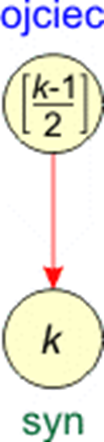 ojciec
[k-1/2]
k
syn